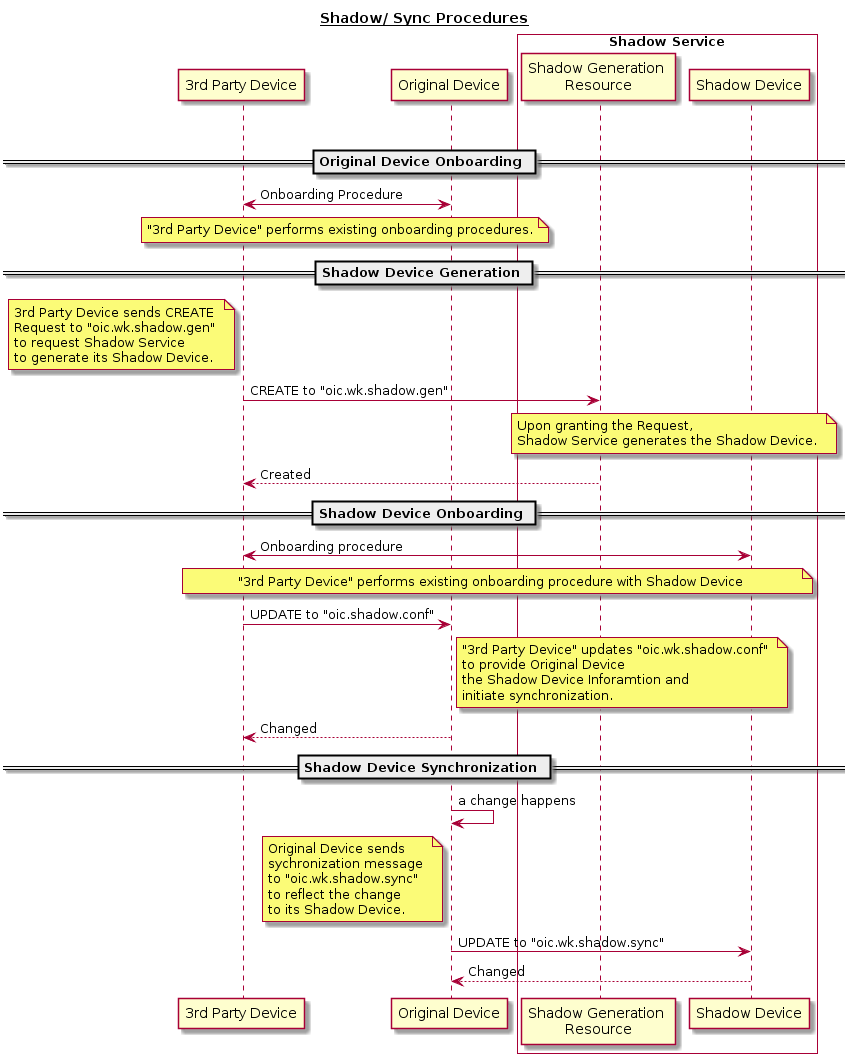 Shadow/ Sync Procedures
Shadow Service
3rd Party Device
Original Device
Shadow Generation
Resource
Shadow Device
Original Device Onboarding
Onboarding Procedure
"3rd Party Device" performs existing onboarding procedures.
Shadow Device Generation
3rd Party Device sends CREATE
Request to "oic.wk.shadow.gen"
to request Shadow Service
to generate its Shadow Device.
CREATE to "oic.wk.shadow.gen"
Upon granting the Request,
Shadow Service generates the Shadow Device.
Created
Shadow Device Onboarding
Onboarding procedure
"3rd Party Device" performs existing onboarding procedure with Shadow Device
UPDATE to "oic.shadow.conf"
"3rd Party Device" updates "oic.wk.shadow.conf"
to provide Original Device
the Shadow Device Inforamtion and
initiate synchronization.
Changed
Shadow Device Synchronization
a change happens
Original Device sends
sychronization message
to "oic.wk.shadow.sync"
to reflect the change
to its Shadow Device.
UPDATE to "oic.wk.shadow.sync"
Changed
3rd Party Device
Original Device
Shadow Generation
Resource
Shadow Device